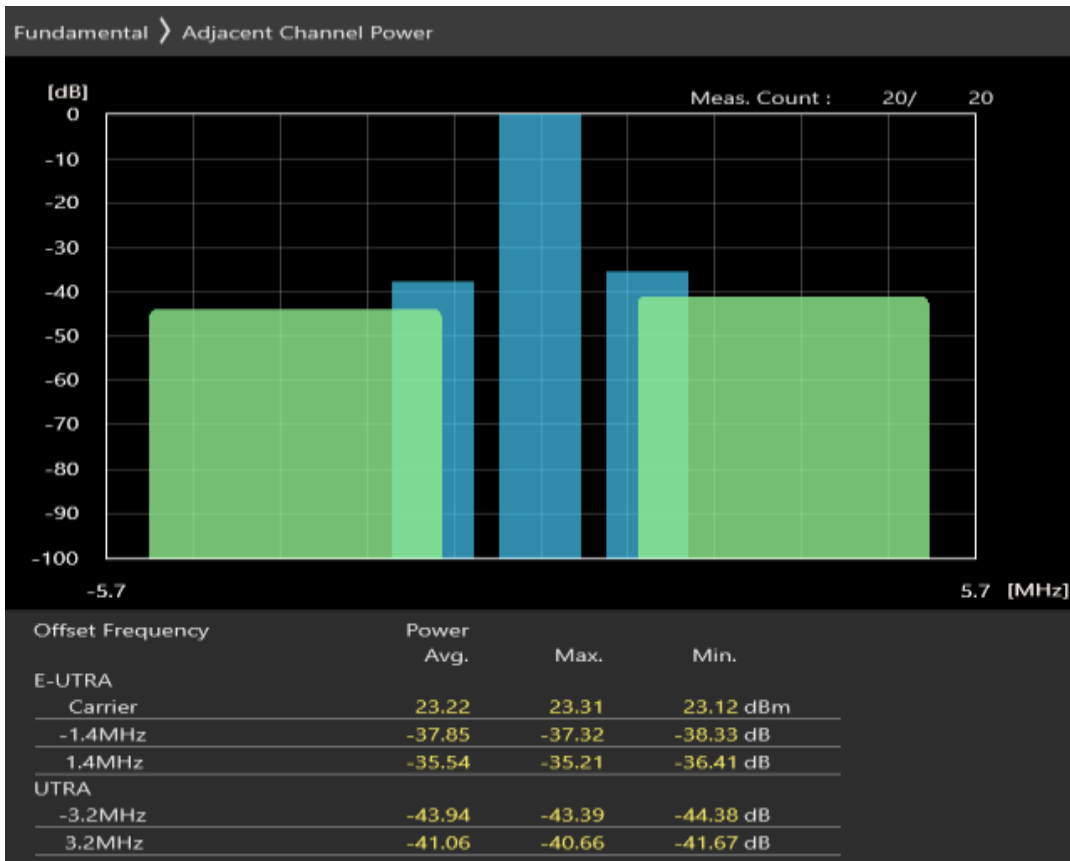 Fundamental 〉 Adjacent Channel Power
[dB]
Meas. Count : 20/ 20
0
-10
-20
-30
-40
-50
-60
-70
-80
-90
-100
-5.7 5.7 [MHz]
Offset Frequency Power
Avg. Max. Min.
E-UTRA
Carrier 23.22 23.31 23.12 dBm
-1.4MHz -37.85 -37.32 -38.33 dB
1.4MHz -35.54 -35.21 -36.41 dB
UTRA
-3.2MHz -43.94 -43.39 -44.38 dB
3.2MHz -41.06 -40.66 -41.67 dB